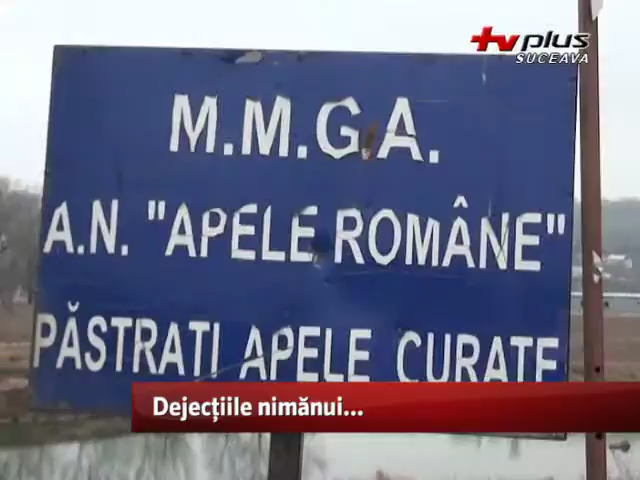 tv plus
SUCEAVA
M.M.G.A.
A.N. "APELE ROMÂNE"
PĂSTRATI APELE CURATE
Dejecțiile nimănui...